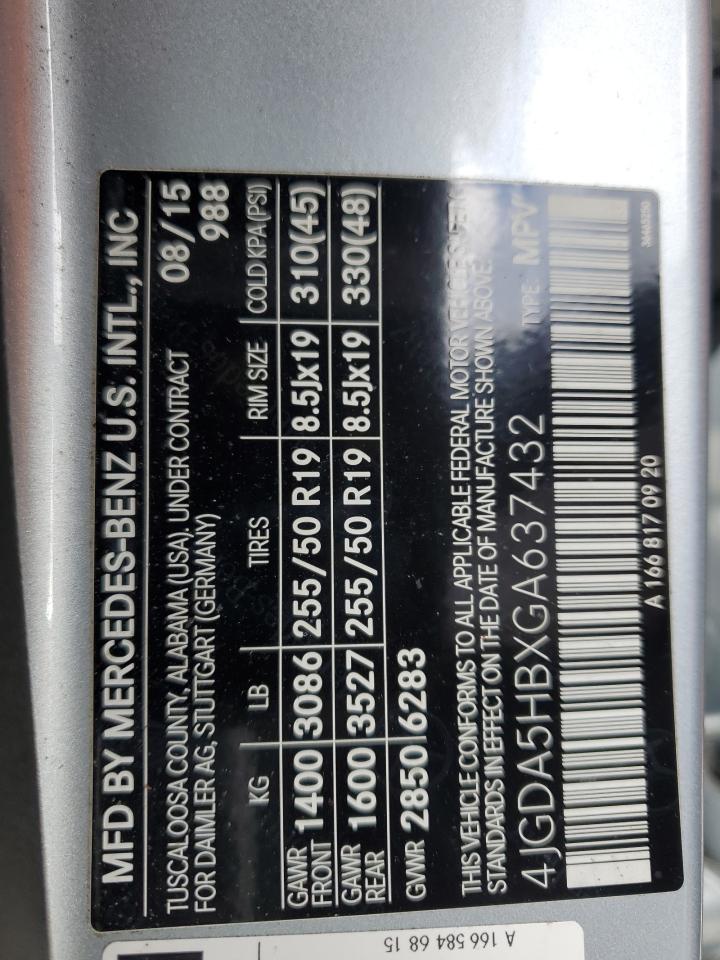 MFD BY MERCEDES-BENZ U.S. INTL., INC
TUSCALOOSA COUNTY, ALABAMA (USA), UNDER CONTRACT 08/15
FOR DAIMLER AG, STUTTGART (GERMANY) 988
KG LB TIRES RIM SIZE COLD KPA(PSI)
GAWR FRONT 1400 3086 255/50 R19 8.5Jx19 310(45)
GAWR REAR 1600 3527 255/50 R19 8.5Jx19 330(48)
GVWR 2850 6283
THIS VEHICLE CONFORMS TO ALL APPLICABLE FEDERAL MOTOR VEHICLE SAFETY
STANDARDS IN EFFECT ON THE DATE OF MANUFACTURE SHOWN ABOVE.
4JGDA5HBXGA637432 TYPE: MPV
A 166 817 09 20
A 166 584 68 15